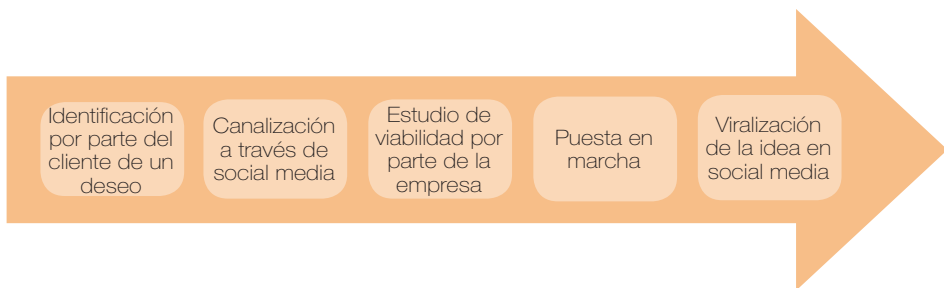 Identificación
por parte del
cliente de un
deseo
Canalización
a través de
social media
Estudio de
viabilidad por
parte de la
empresa
Puesta en
marcha
Viralización
de la idea en
social media